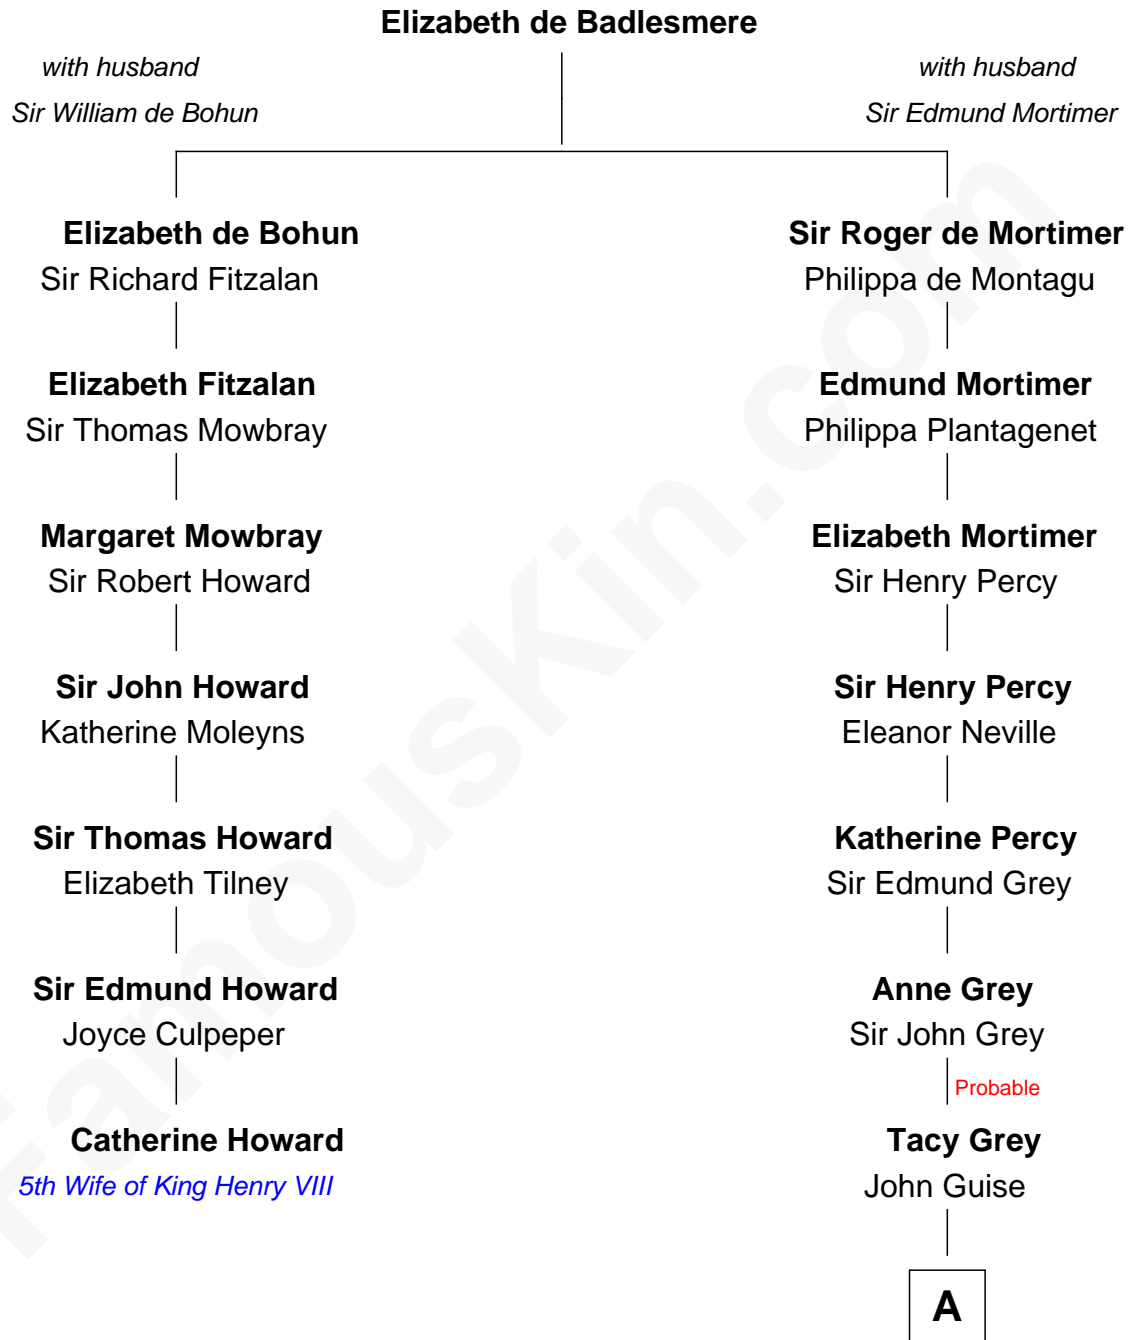 Elizabeth de Badlesmere
with husband
Sir William de Bohun
with husband
Sir Edmund Mortimer
Elizabeth de Bohun
Sir Richard Fitzalan
Elizabeth Fitzalan
Sir Thomas Mowbray
Margaret Mowbray
Sir Robert Howard
Sir John Howard
Katherine Moleyns
Sir Thomas Howard
Elizabeth Tilney
Sir Edmund Howard
Joyce Culpeper
Catherine Howard
5th Wife of King Henry VIII
Sir Roger de Mortimer
Philippa de Montagu
Edmund Mortimer
Philippa Plantagenet
Elizabeth Mortimer
Sir Henry Percy
Sir Henry Percy
Eleanor Neville
Katherine Percy
Sir Edmund Grey
Anne Grey
Sir John Grey
Probable
Tacy Grey
John Guise
A
FamousKin.com